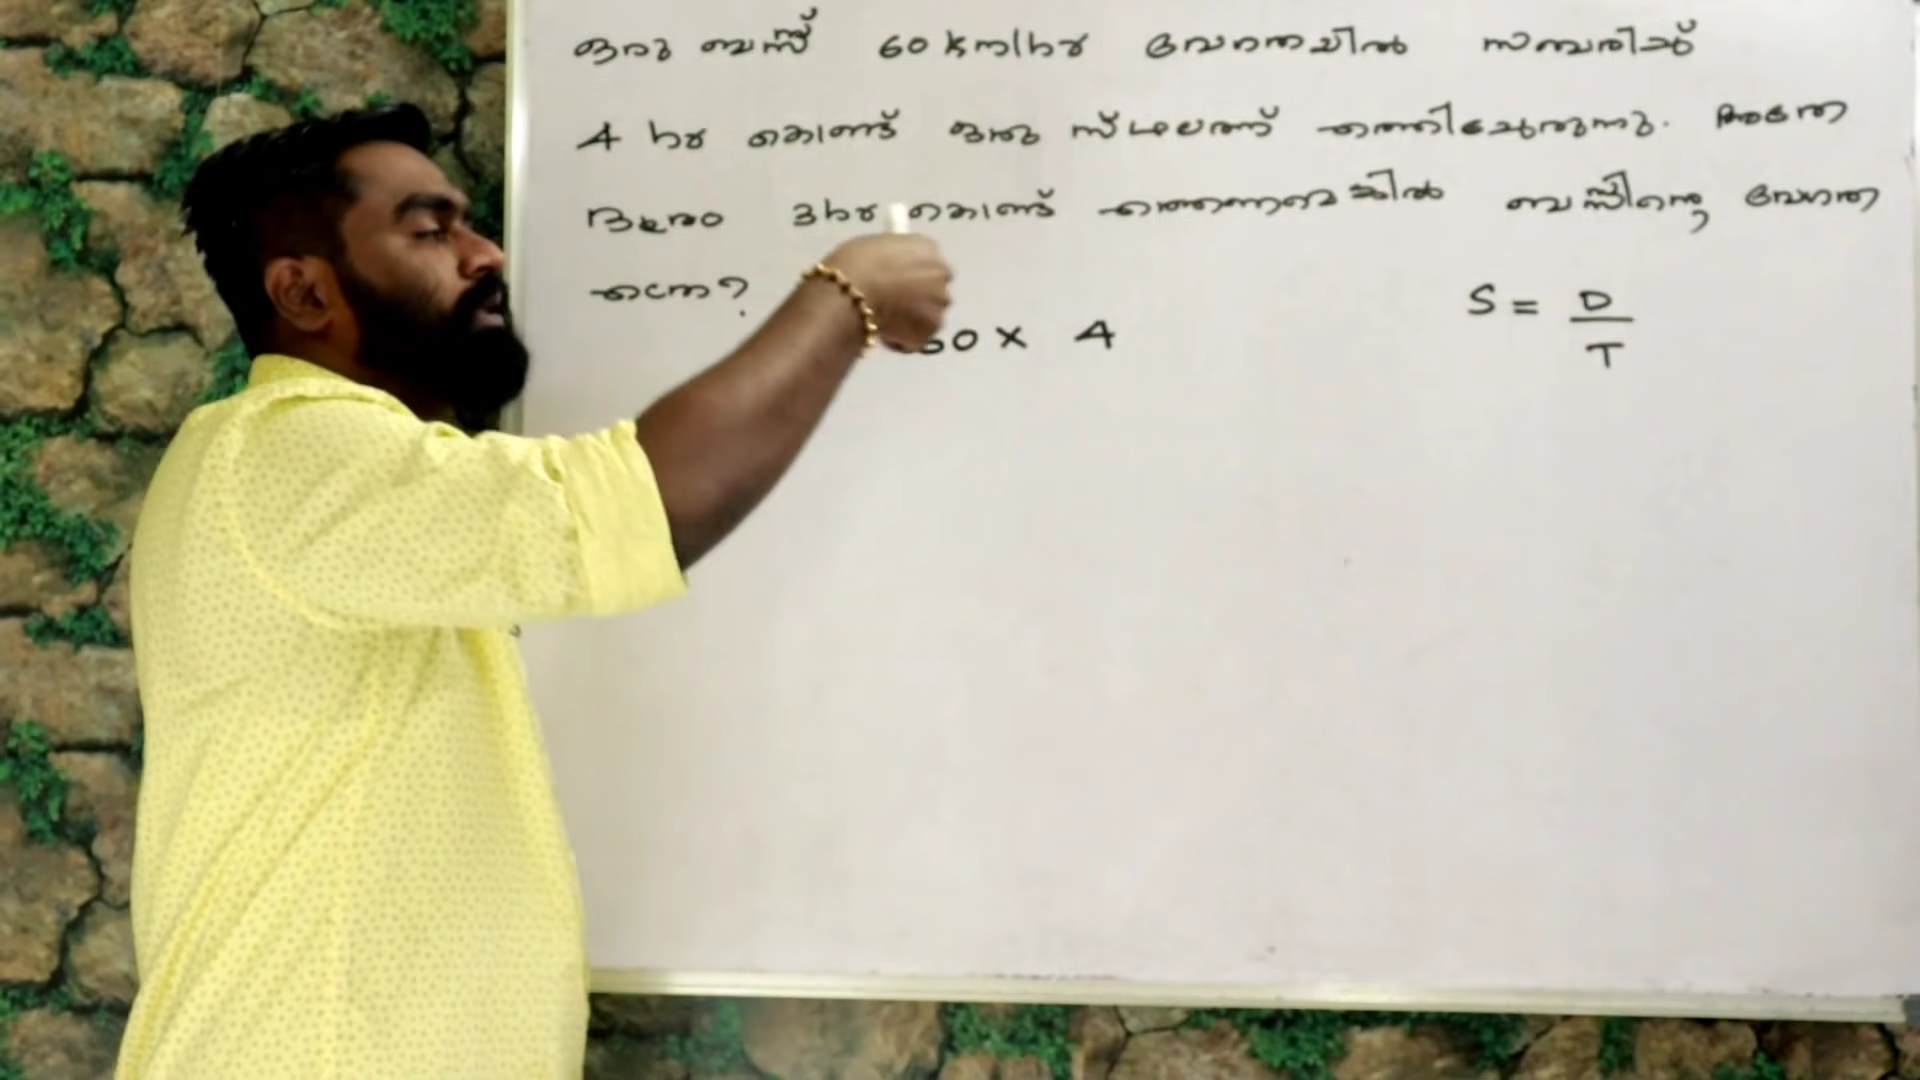 ഒരു ബസ്സ് 60 km/hr വേഗതയിൽ സഞ്ചരിച്ച്
4 hr കൊണ്ട് ഒരു സ്ഥലത്ത് എത്തിച്ചേരുന്നു. അതേ
ദൂരം 3hr കൊണ്ട് എത്തണമെങ്കിൽ ബസ്സിന്റെ വേഗത
എന്ത?
60 × 4
S = D/T